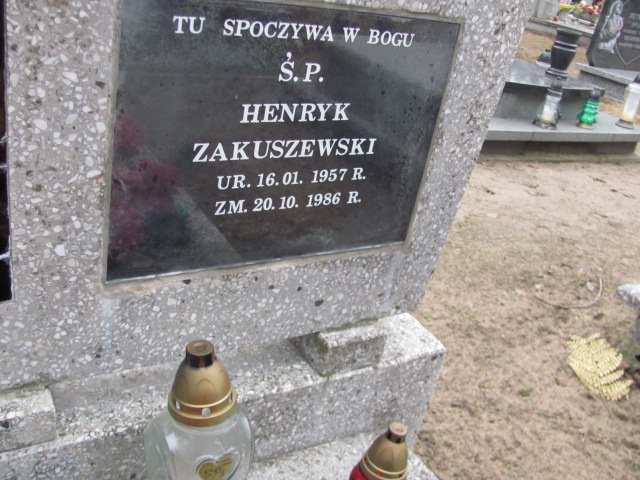 TU SPOCZYWA W BOGU
Ś.P.
HENRYK
ZAKUSZEWSKI
UR. 16.01. 1957 R.
ZM. 20.10. 1986 R.